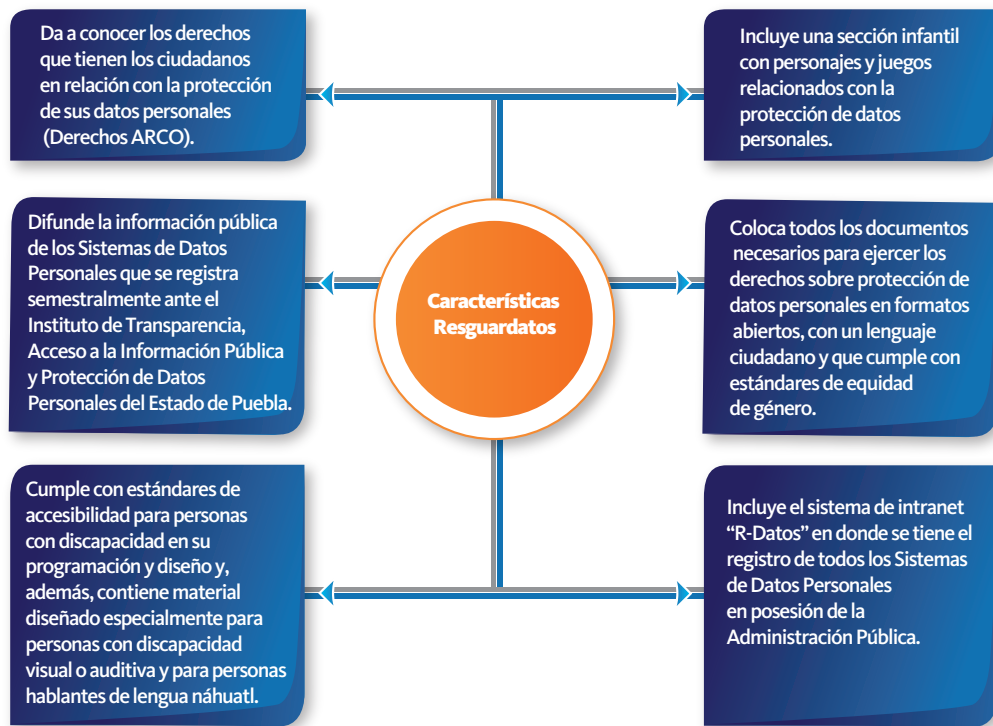 Da a conocer los derechos
que tienen los ciudadanos
en relación con la protección
de sus datos personales
(Derechos ARCO).
Incluye una sección infantil
con personajes y juegos
relacionados con la
protección de datos
personales.
Difunde la información pública
de los Sistemas de Datos
Personales que se registra
semestralmente ante el
Instituto de Transparencia,
Acceso a la Información Pública
y Protección de Datos
Personales del Estado de Puebla.
Características
Resguardatos
Coloca todos los documentos
necesarios para ejercer los
derechos sobre protección de
datos personales en formatos
abiertos, con un lenguaje
ciudadano y que cumple con
estándares de equidad
de género.
Cumple con estándares de
accesibilidad para personas
con discapacidad en su
programación y diseño y,
además, contiene material
diseñado especialmente para
personas con discapacidad
visual o auditiva y para personas
hablantes de lengua náhuatl.
Incluye el sistema de intranet
“R-Datos” en donde se tiene el
registro de todos los Sistemas
de Datos Personales
en posesión de la
Administración Pública.